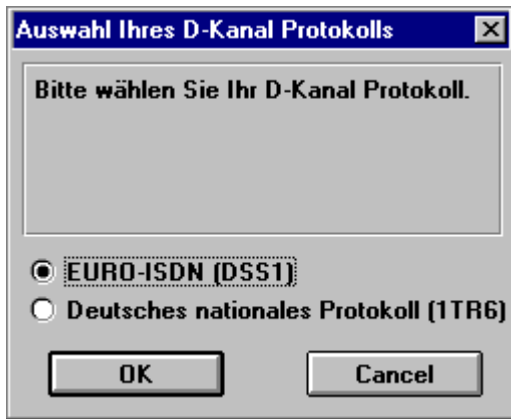 Auswahl Ihres D-Kanal Protokolls
Bitte wählen Sie Ihr D-Kanal Protokoll.
EURO-ISDN (DSS1)
Deutsches nationales Protokoll (1TR6)
OK
Cancel